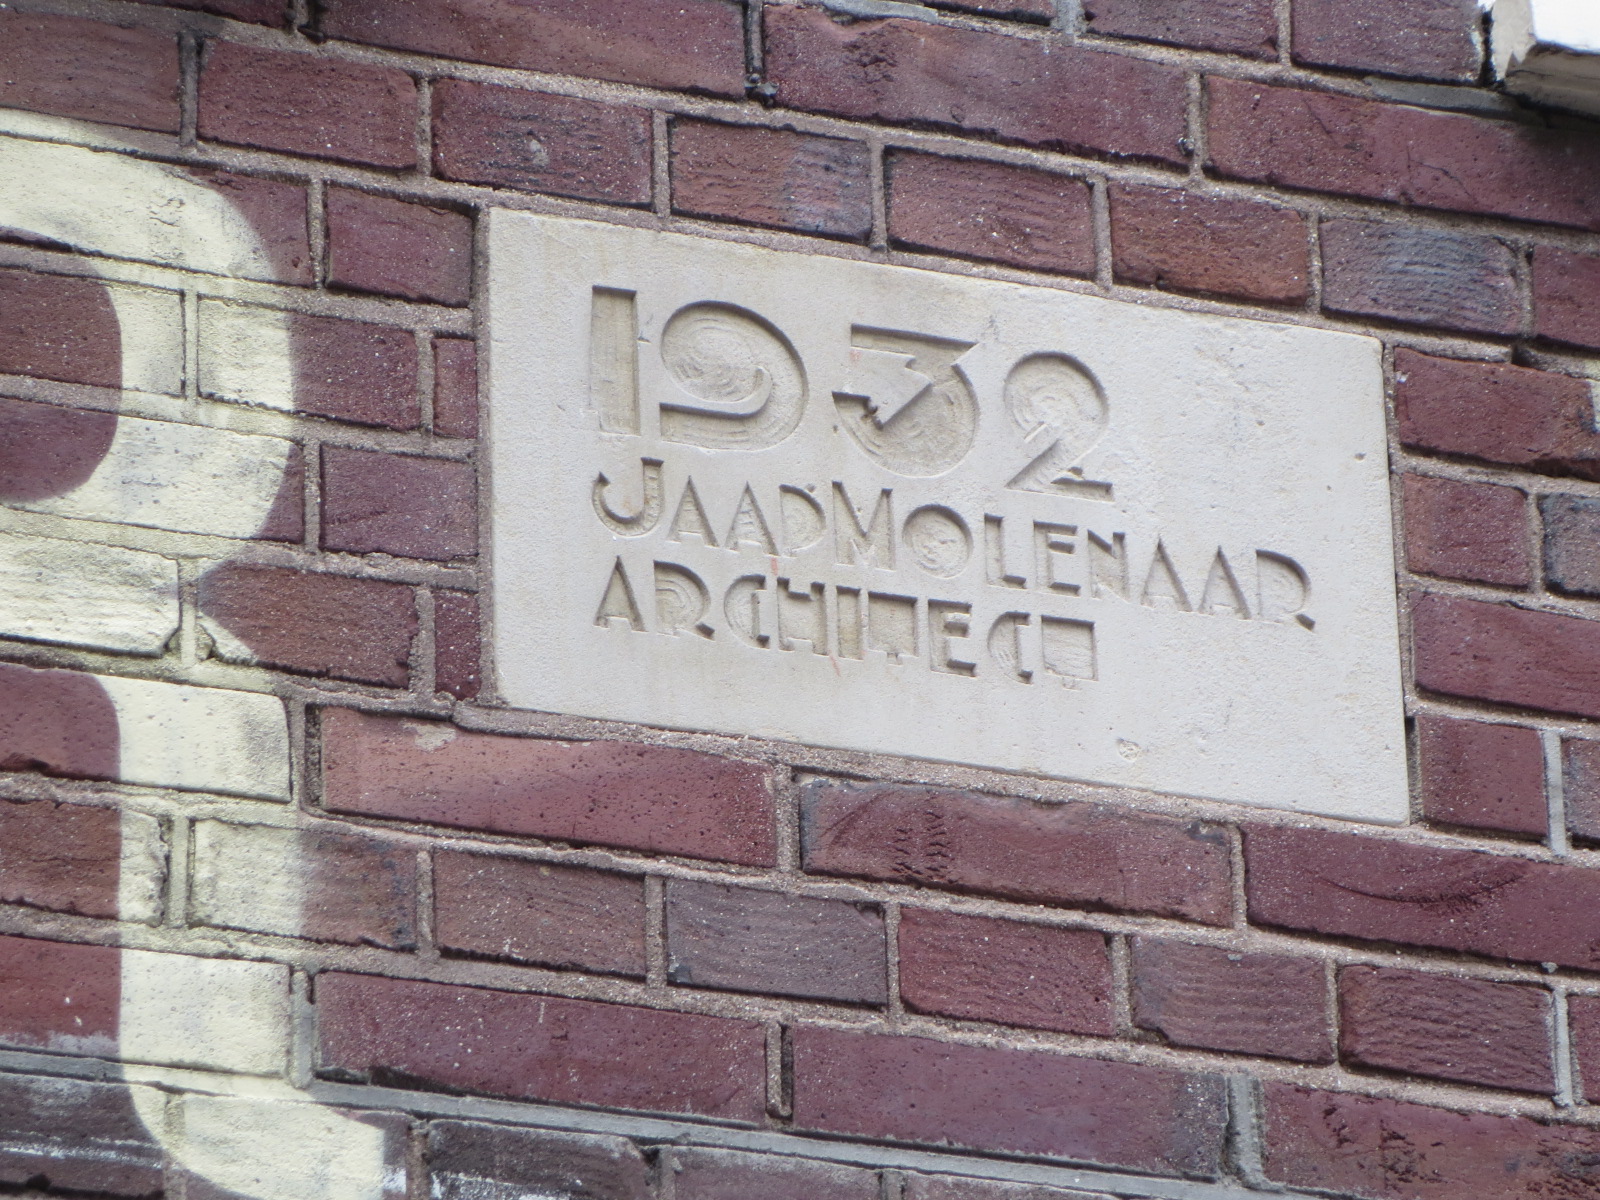 R
1932
JAAP MOLENAAR
ARCHITECT